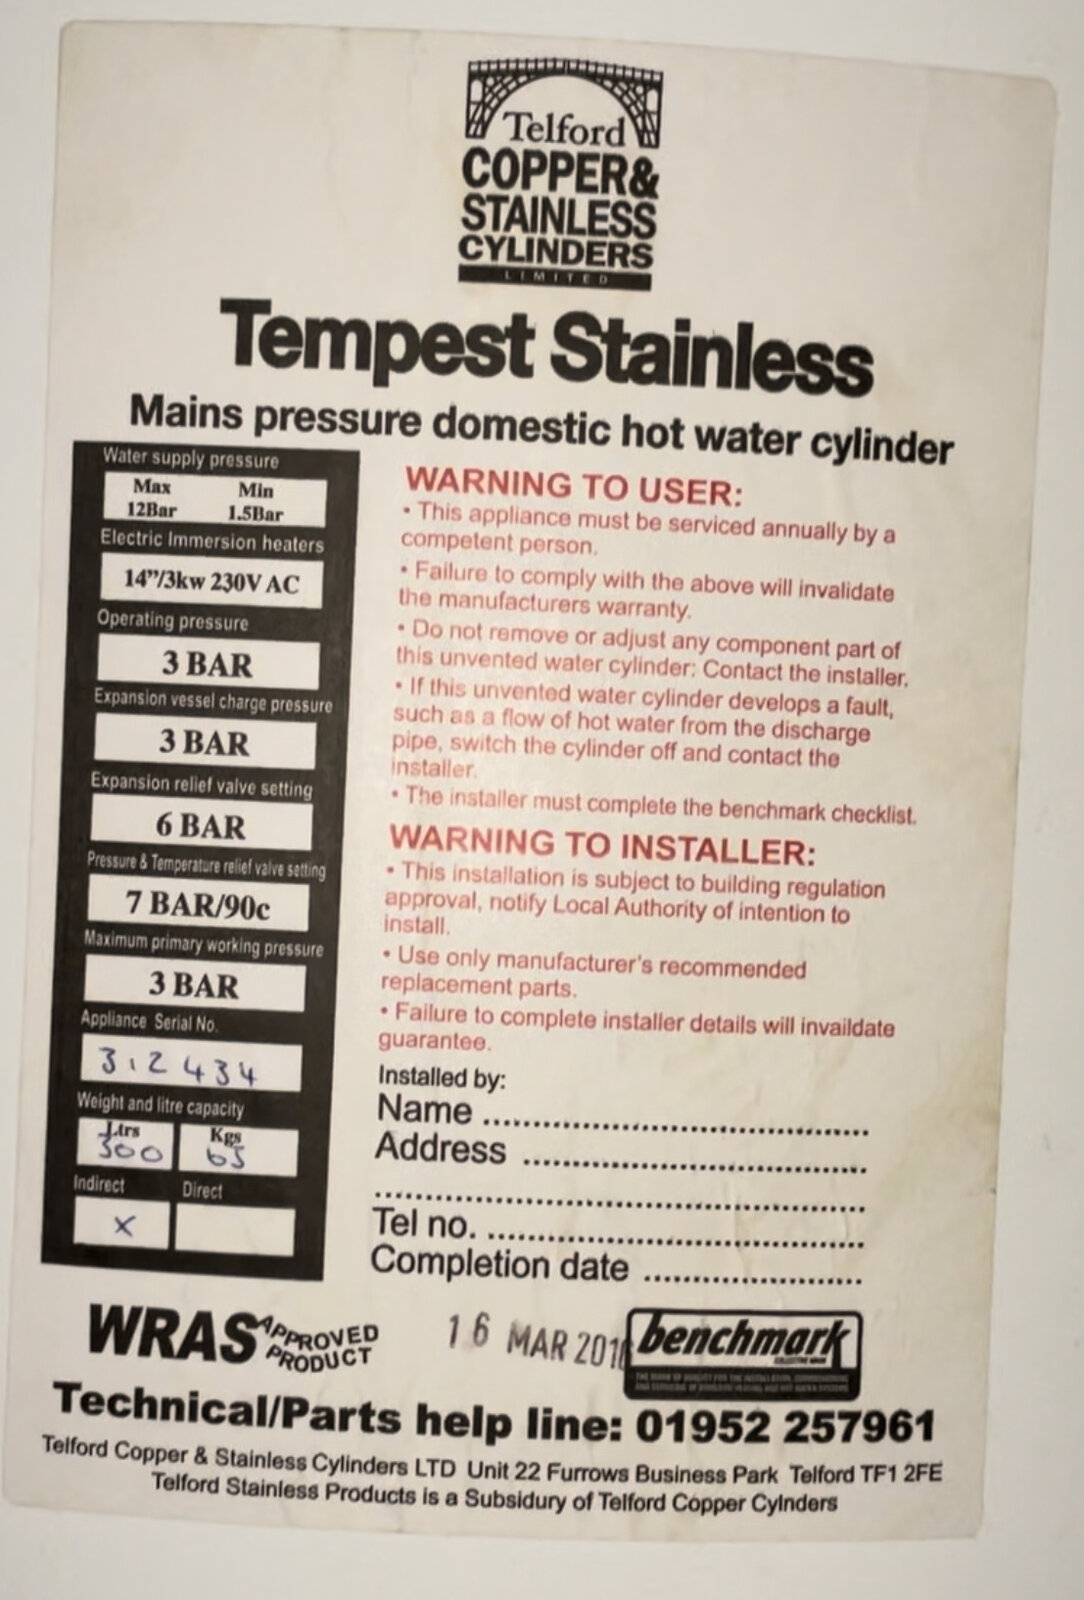 Telford
COPPER&
STAINLESS
CYLINDERS
LIMITED
Tempest Stainless
Mains pressure domestic hot water cylinder
Water supply pressure
Max Min
12Bar 1.5Bar
Electric Immersion heaters
14”/3kw 230V AC
Operating pressure
3 BAR
Expansion vessel charge pressure
3 BAR
Expansion relief valve setting
6 BAR
Pressure & Temperature relief valve setting
7 BAR/90c
Maximum primary working pressure
3 BAR
Appliance Serial No.
312434
Weight and litre capacity
Ltrs Kgs
300 65
Indirect Direct
x
WARNING TO USER:
• This appliance must be serviced annually by a
competent person.
• Failure to comply with the above will invalidate
the manufacturers warranty.
• Do not remove or adjust any component part of
this unvented water cylinder: Contact the installer.
• If this unvented water cylinder develops a fault,
such as a flow of hot water from the discharge
pipe, switch the cylinder off and contact the
installer.
• The installer must complete the benchmark checklist.
WARNING TO INSTALLER:
• This installation is subject to building regulation
approval, notify Local Authority of intention to
install.
• Use only manufacturer's recommended
replacement parts.
• Failure to complete installer details will invaildate
guarantee.
Installed by:
Name ........................................
Address ....................................
........................................................
Tel no. .......................................
Completion date .......................
WRAS APPROVED
PRODUCT
16 MAR
benchmark
Technical/Parts help line: 01952 257961
Telford Copper & Stainless Cylinders LTD Unit 22 Furrows Business Park Telford TF1 2FE
Telford Stainless Products is a Subsidury of Telford Copper Cylnders